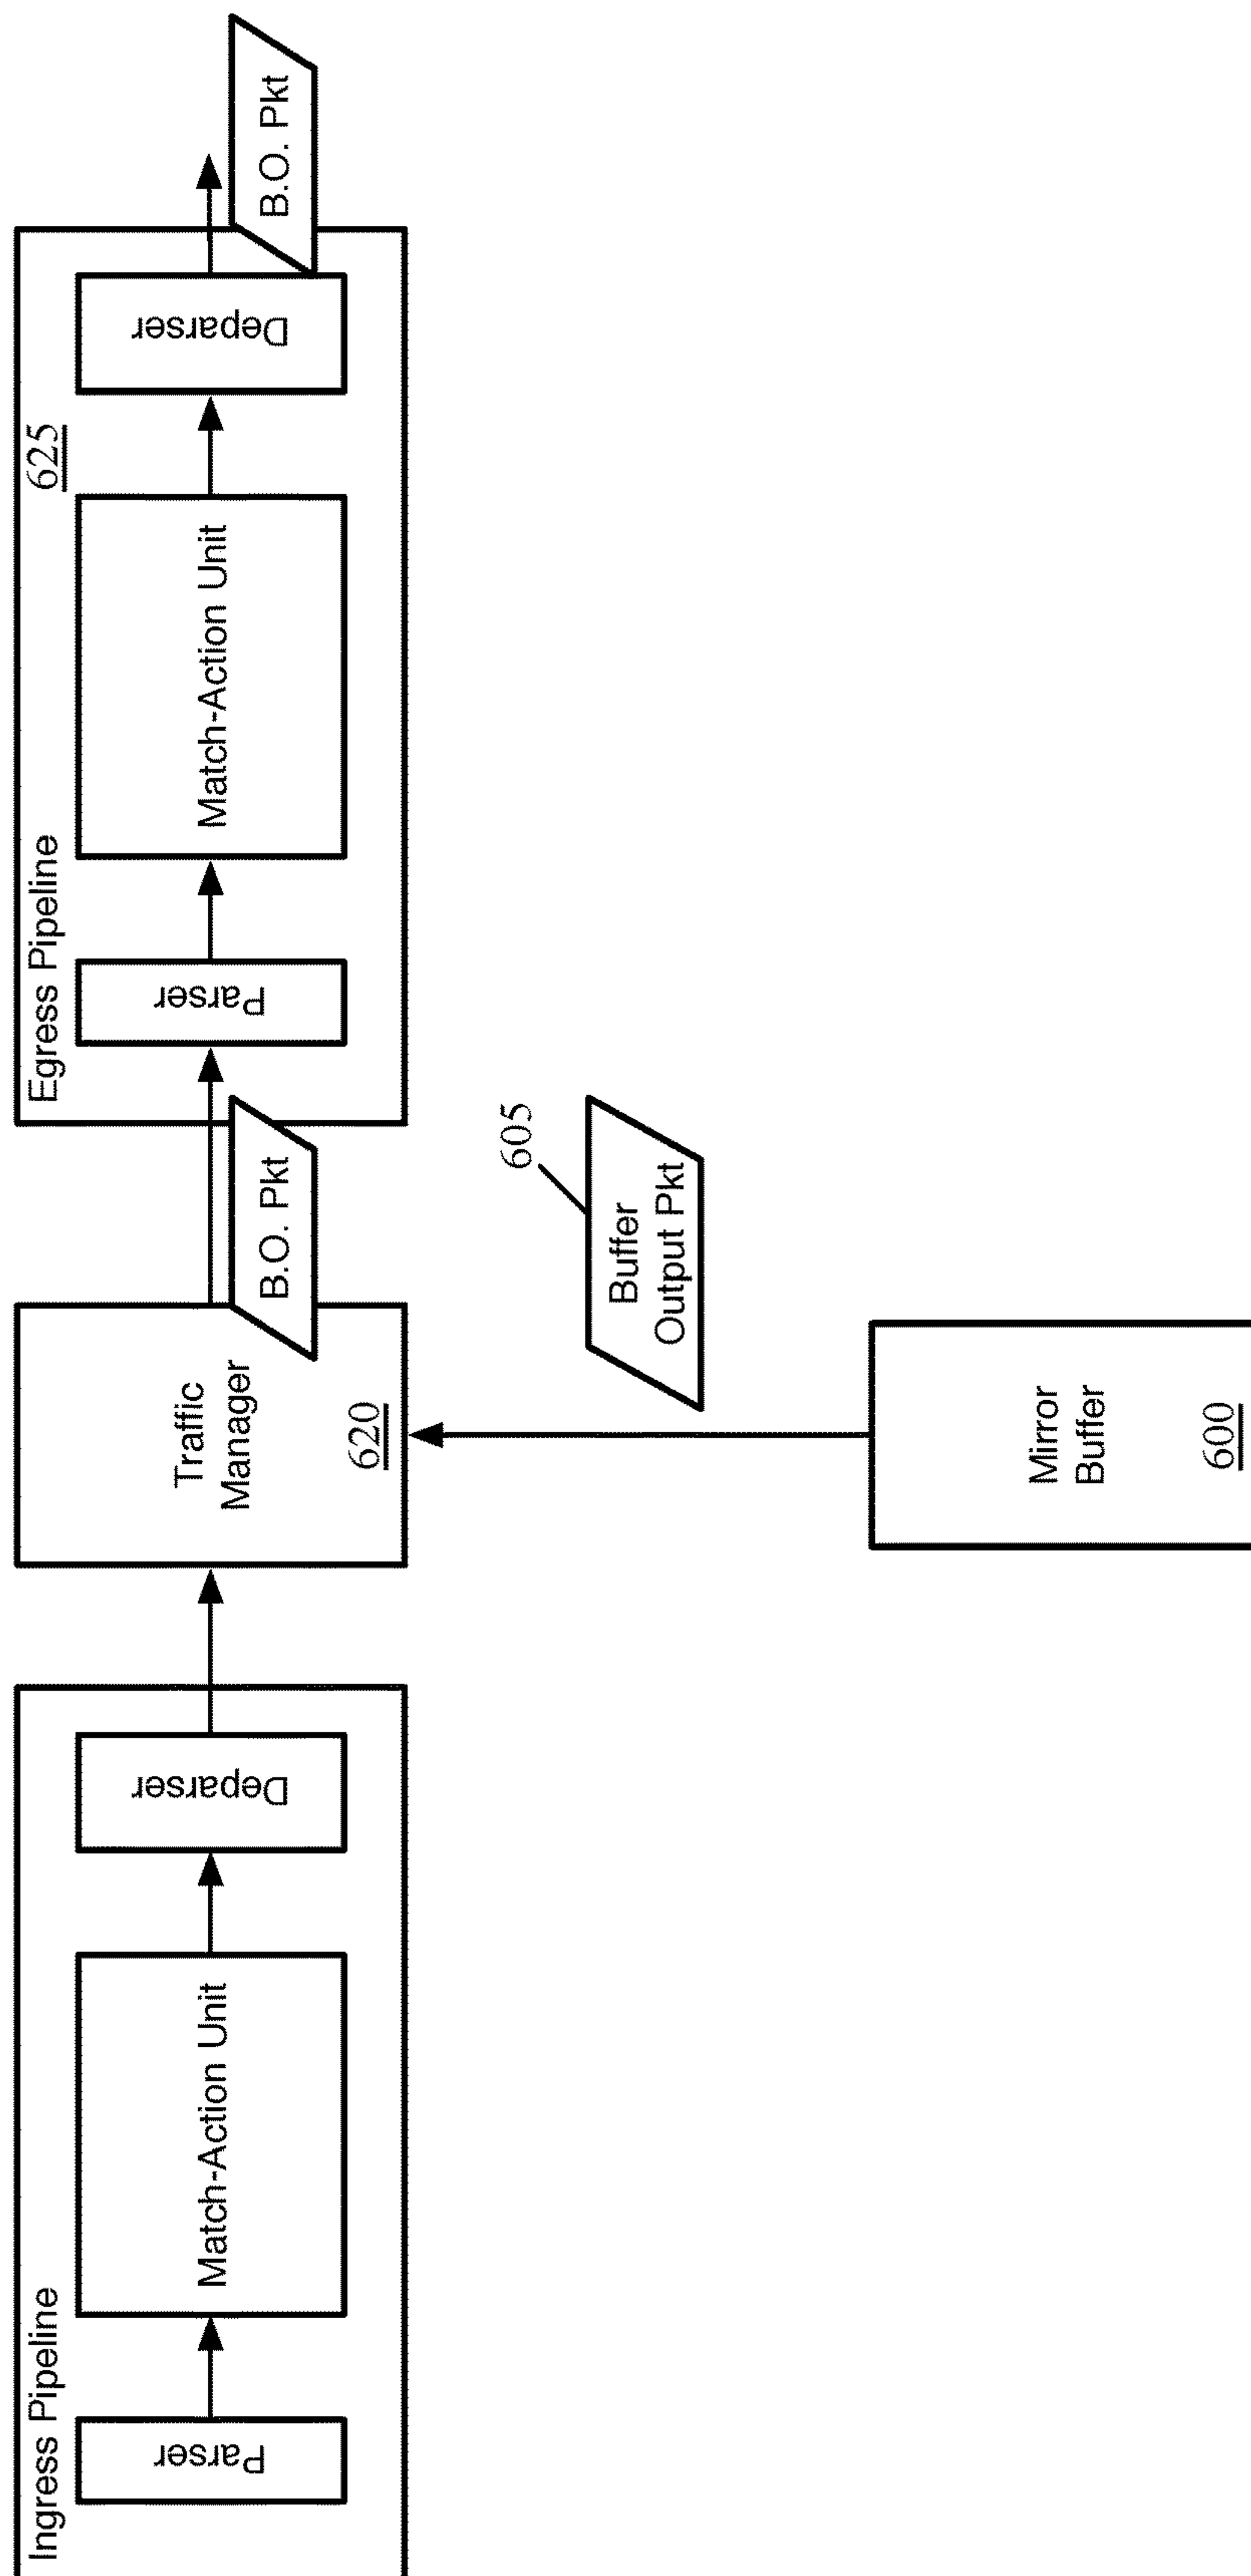 Ingress Pipeline
Parser
Match-Action Unit
Deparser
Traffic
Manager
620
B.O. Pkt
Egress Pipeline
625
Parser
Match-Action Unit
Deparser
B.O. Pkt
605
Buffer
Output Pkt
Mirror
Buffer
600